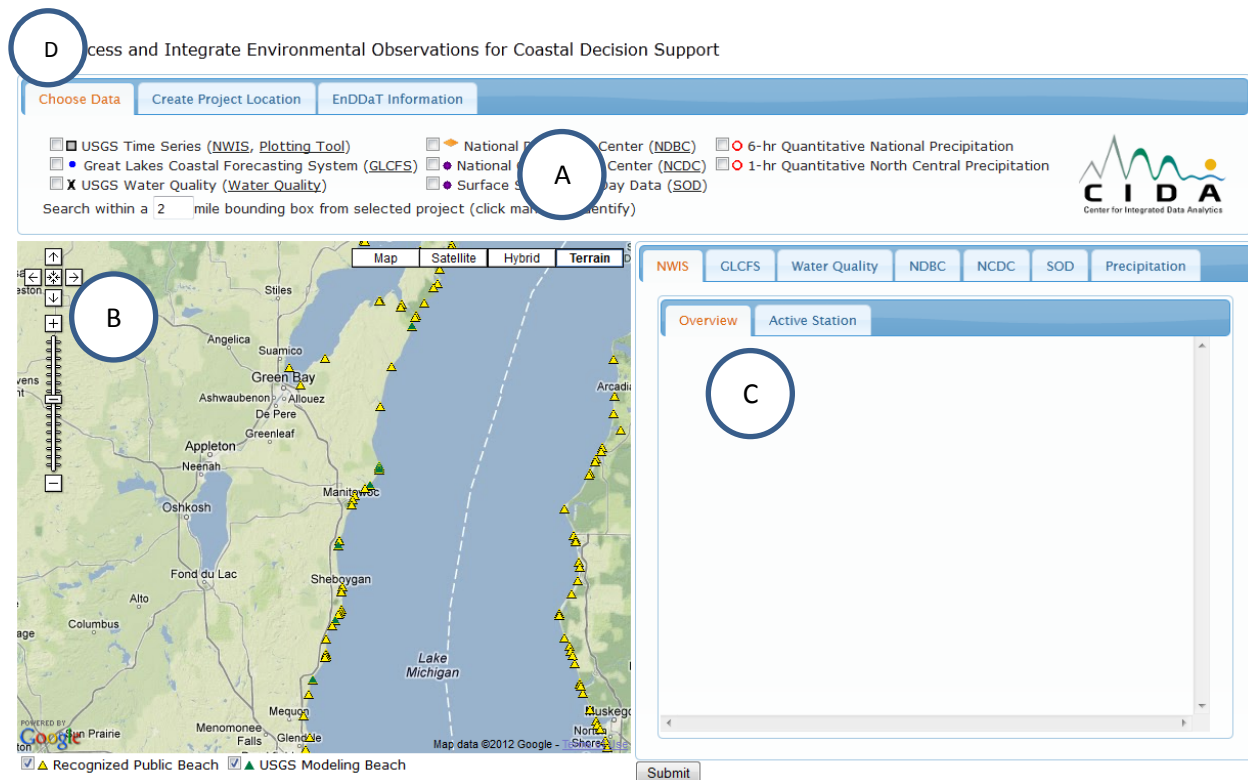 D cess and Integrate Environmental Observations for Coastal Decision Support
Choose Data Create Project Location EnDDaT Information
USGS Time Series (NWIS, Plotting Tool) National Center (NDBC) 6-hr Quantitative National Precipitation
Great Lakes Coastal Forecasting System (GLCFS) National Center (NCDC) 1-hr Quantitative North Central Precipitation
X USGS Water Quality (Water Quality) Surface Day Data (SOD)
A
Search within a 2 mile bounding box from selected project (click identify)
CIDA
Center for Integrated Data Analytics
Map Satellite Hybrid Terrain
NWIS GLCFS Water Quality NDBC NCDC SOD Precipitation
Overview Active Station
B
C
Stiles
Angelica
Suamico
Green Bay
Ashwaubenon Allouez
De Pere
Greenleaf
Appleton
Neenah
Manitowoc
Oshkosh
Fond du Lac
Sheboygan
Alto
Columbus
Lake
Michigan
Arcadi
Mequon
Muskego
Menomonee
Falls
Glendale
North
Shores
Sun Prairie
POWERED BY
Google
Map data ©2012 Google -
Recognized Public Beach USGS Modeling Beach
Submit